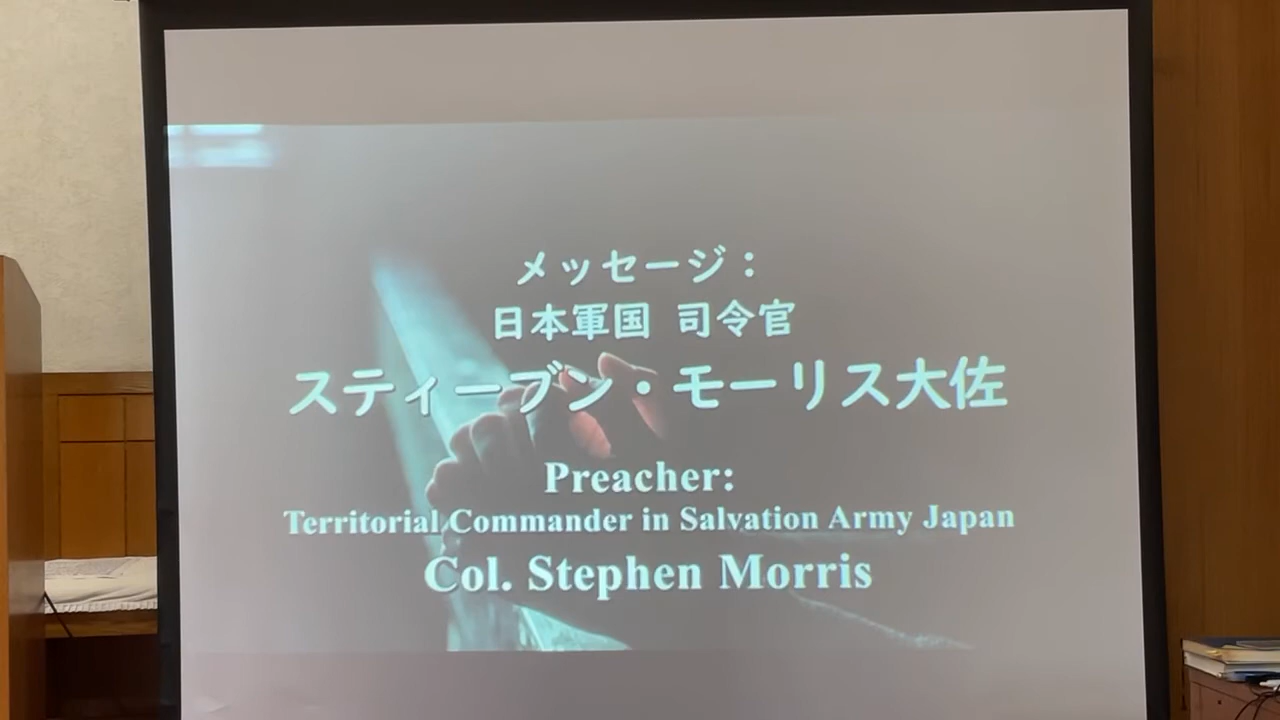 メッセージ：
日本軍国 司令官
スティーブン・モーリス大佐
Preacher:
Territorial Commander in Salvation Army Japan
Col. Stephen Morris